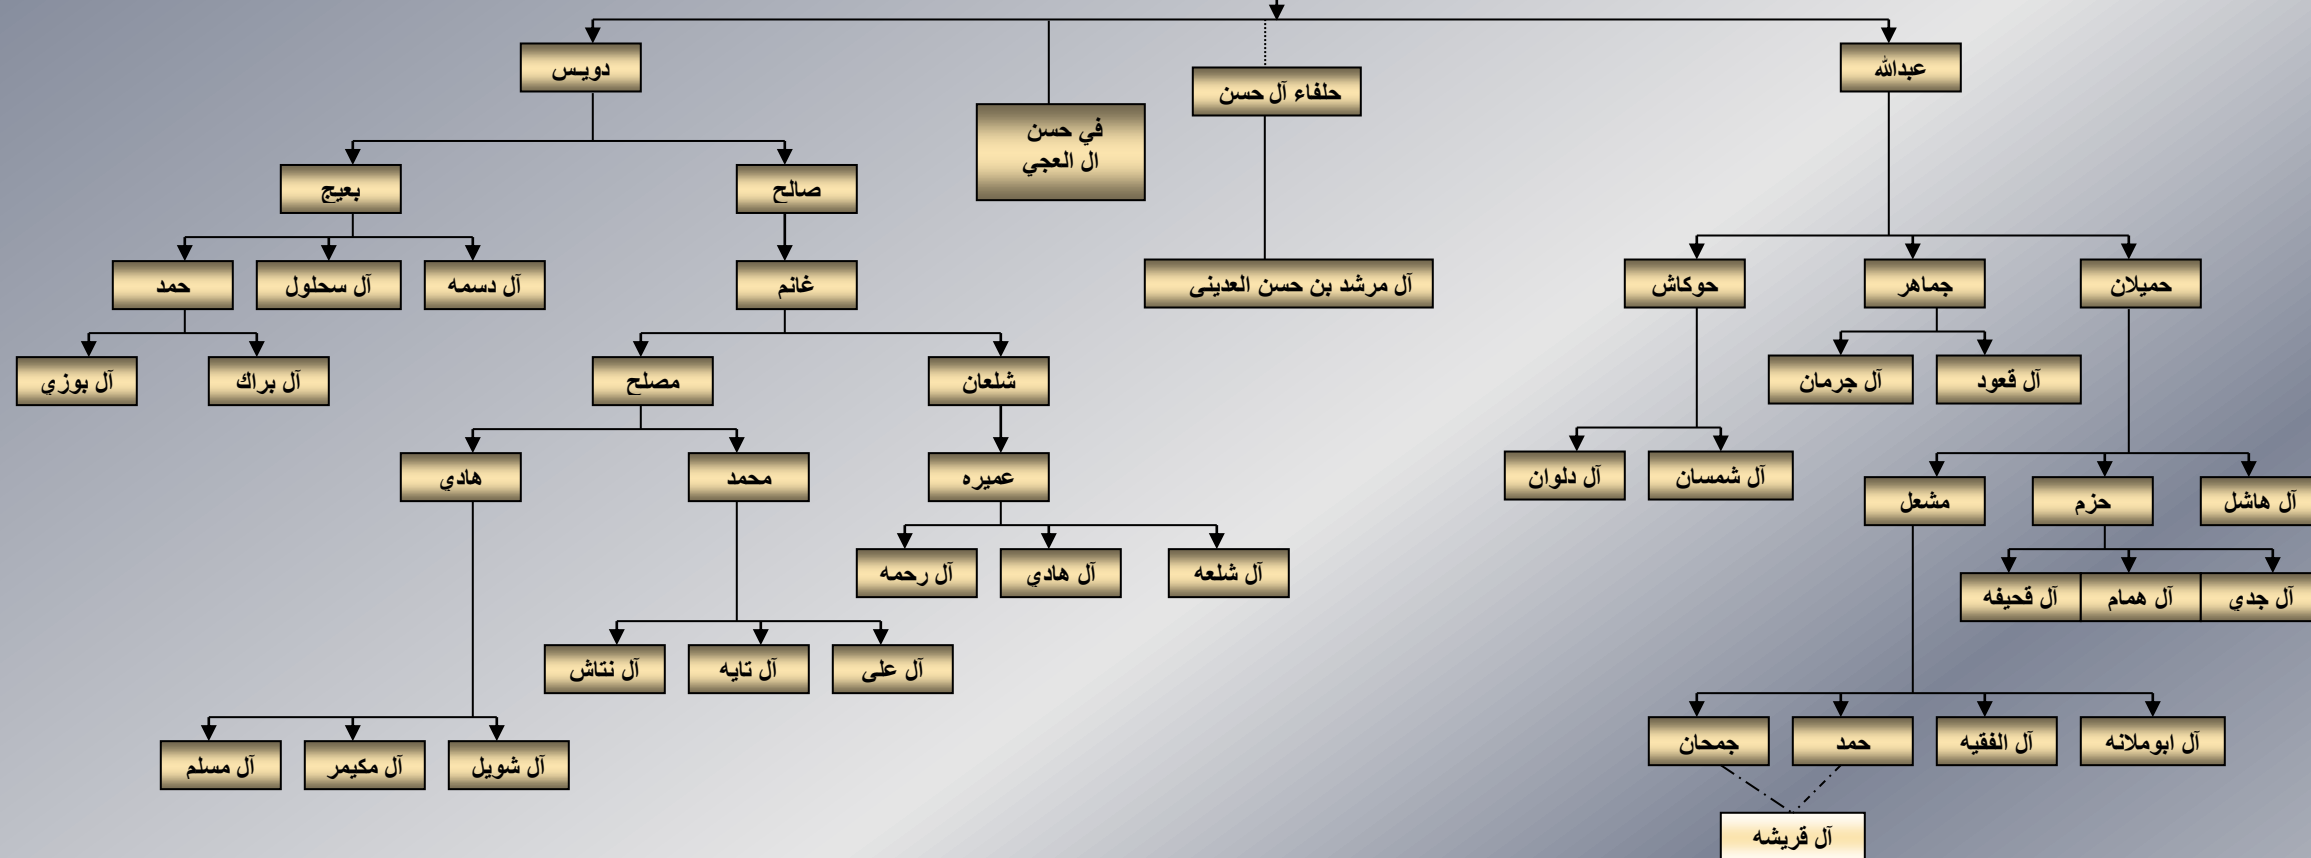 عبدالله
دويس
حلفاء آل حسن
في حسن
ال العجي
صالح
بعيج
حميلان
جماهر
حوكاش
آل مرشد بن حسن العدينى
غانم
آل دسمه
آل سحلول
حمد
آل قعود
آل جرمان
شلعان
مصلح
آل براك
آل بوزي
آل شمسان
آل دلوان
عميره
محمد
هادي
آل هاشل
حزم
مشعل
آل شلعه
آل هادي
آل رحمه
آل جدي
آل همام
آل قحيفه
آل على
آل تايه
آل نتاش
آل ابوملانه
آل الفقيه
حمد
جمحان
آل شويل
آل مكيمر
آل مسلم
آل قريشه